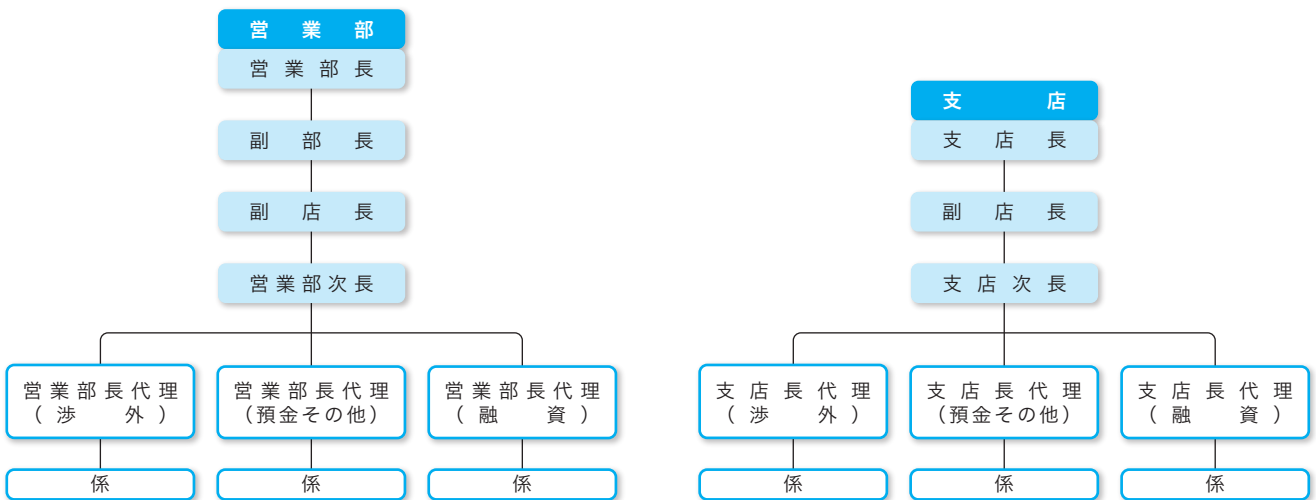 営業部
営業部長
副部長
副店長
営業部次長
営業部長代理
(渉外)
営業部長代理
(預金その他)
営業部長代理
(融資)
係
係
係
支店
支店長
副店長
支店次長
支店長代理
(渉外)
支店長代理
(預金その他)
支店長代理
(融資)
係
係
係